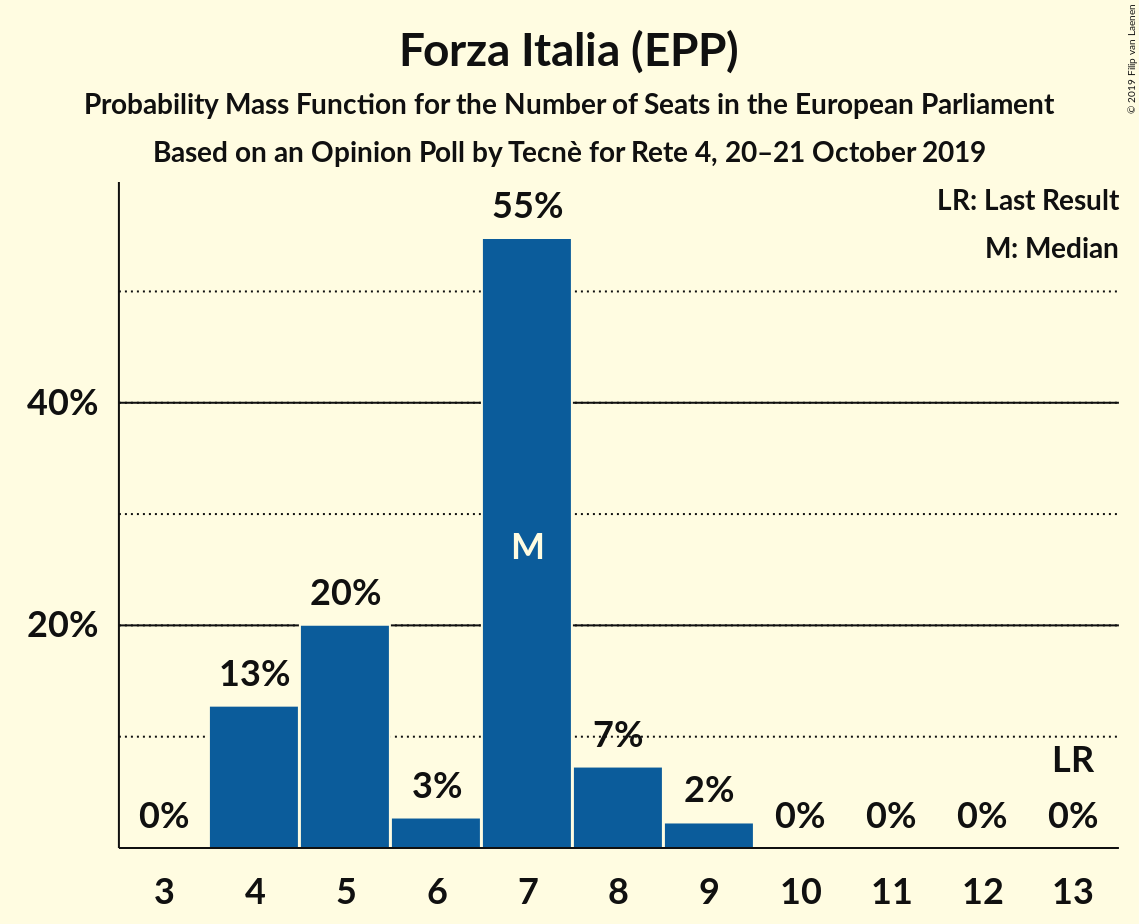 Forza Italia (EPP)
Probability Mass Function for the Number of Seats in the European Parliament
Based on an Opinion Poll by Tecnè for Rete 4, 20–21 October 2019
© 2019 Filip van Laenen
LR: Last Result
M: Median
55%
40%
M
20%
20%
13%
7%
3%
2%
LR
0%
0% 0% 0% 0%
3 4 5 6 7 8 9 10 11 12 13